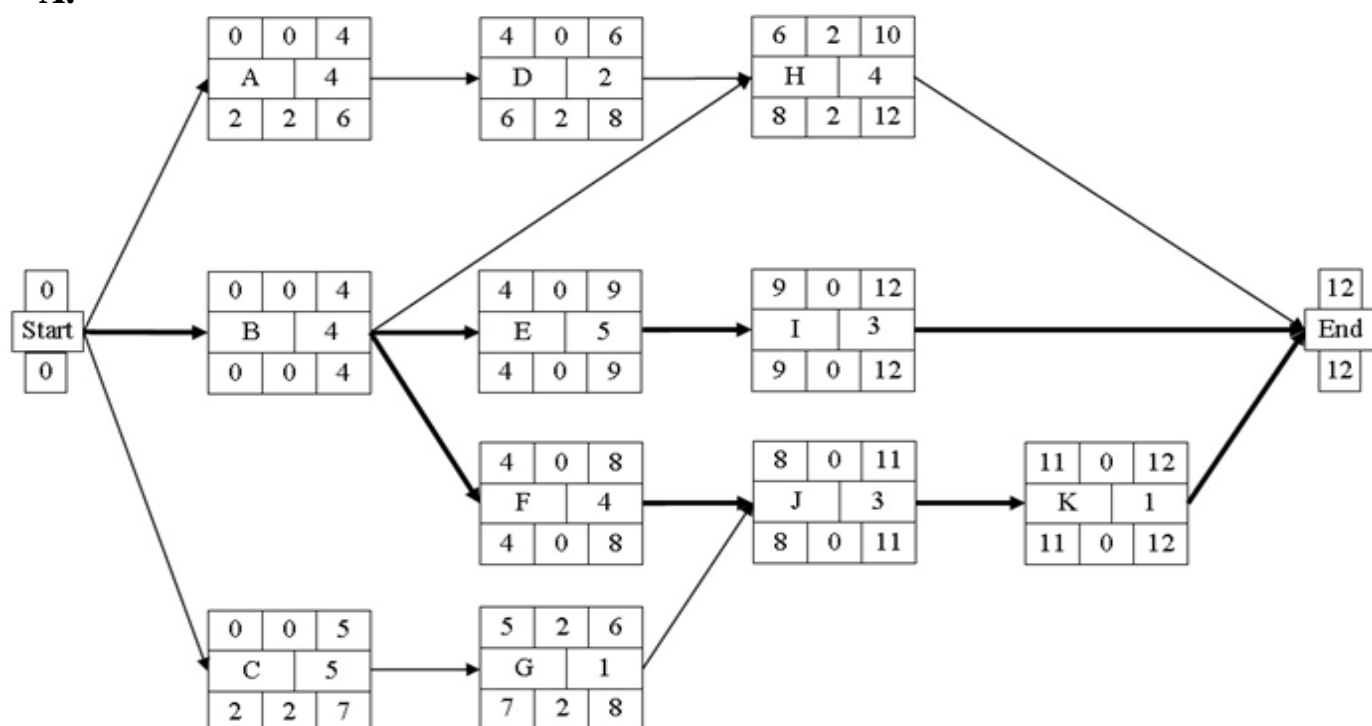 A.
0 0 4
A 4
2 2 6
4 0 6
D 2
6 2 8
6 2 10
H 4
8 2 12
0
Start
0
0 0 4
B 4
0 0 4
4 0 9
E 5
4 0 9
9 0 12
I 3
9 0 12
12
End
12
4 0 8
F 4
4 0 8
8 0 11
J 3
8 0 11
11 0 12
K 1
11 0 12
0 0 5
C 5
2 2 7
5 2 6
G 1
7 2 8